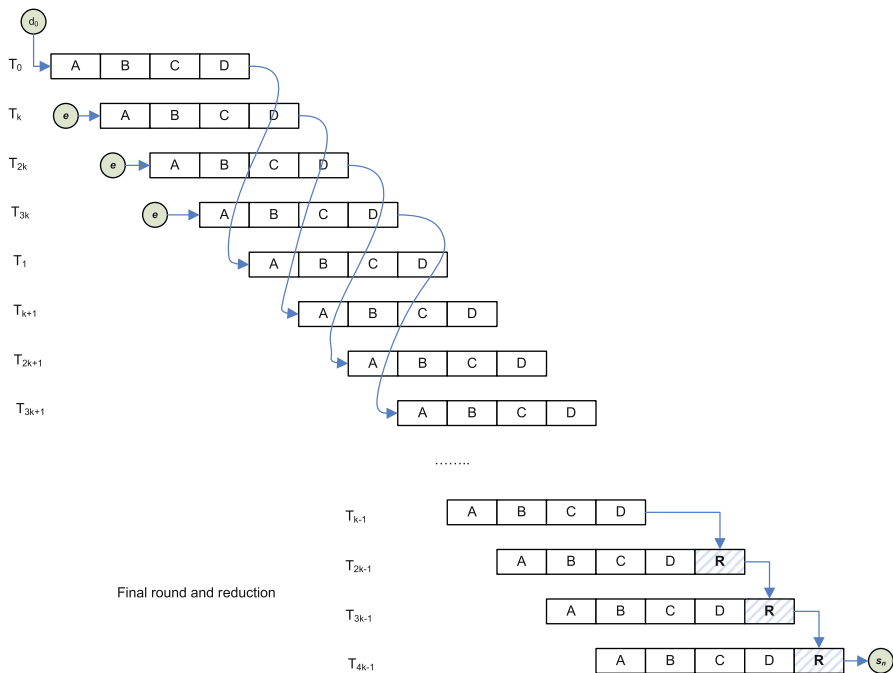 d₀
T₀ A B C D
Tₖ e A B C D
T₂ₖ e A B C D
T₃ₖ e A B C D
T₁ A B C D
Tₖ₊₁ A B C D
T₂ₖ₊₁ A B C D
T₃ₖ₊₁ A B C D
........
Tₖ₋₁ A B C D
T₂ₖ₋₁ A B C D R
Final round and reduction
T₃ₖ₋₁ A B C D R
T₄ₖ₋₁ A B C D R sₙ